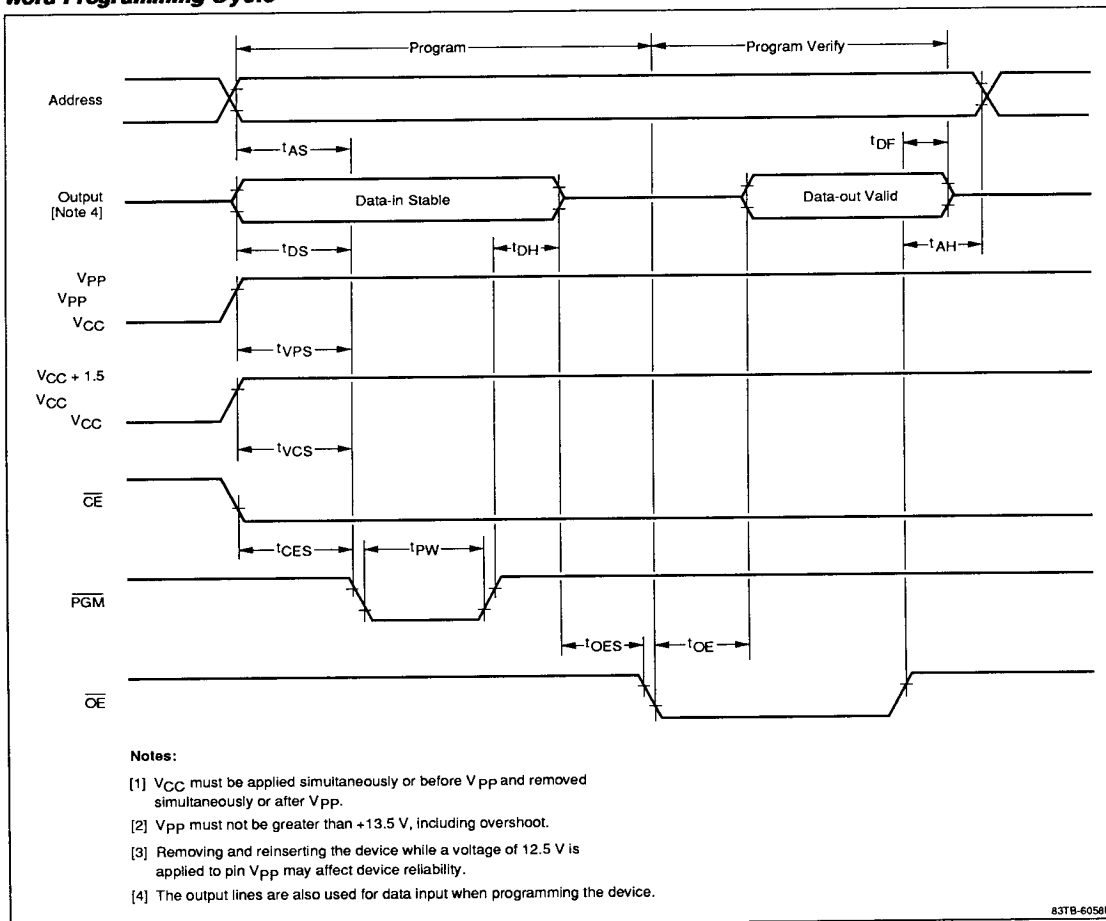 Word Programming Cycle
Program
Program Verify
Address
tAS
tDF
Output
[Note 4]
Data-in Stable
Data-out Valid
tDS
tDH
tAH
VPP
VPP
VCC
tVPS
VCC + 1.5
VCC
VCC
tVCS
CE
tCES
tPW
PGM
tOES
tOE
OE
Notes:
[1] VCC must be applied simultaneously or before VPP and removed
simultaneously or after VPP.
[2] VPP must not be greater than +13.5 V, including overshoot.
[3] Removing and reinserting the device while a voltage of 12.5 V is
applied to pin VPP may affect device reliability.
[4] The output lines are also used for data input when programming the device.